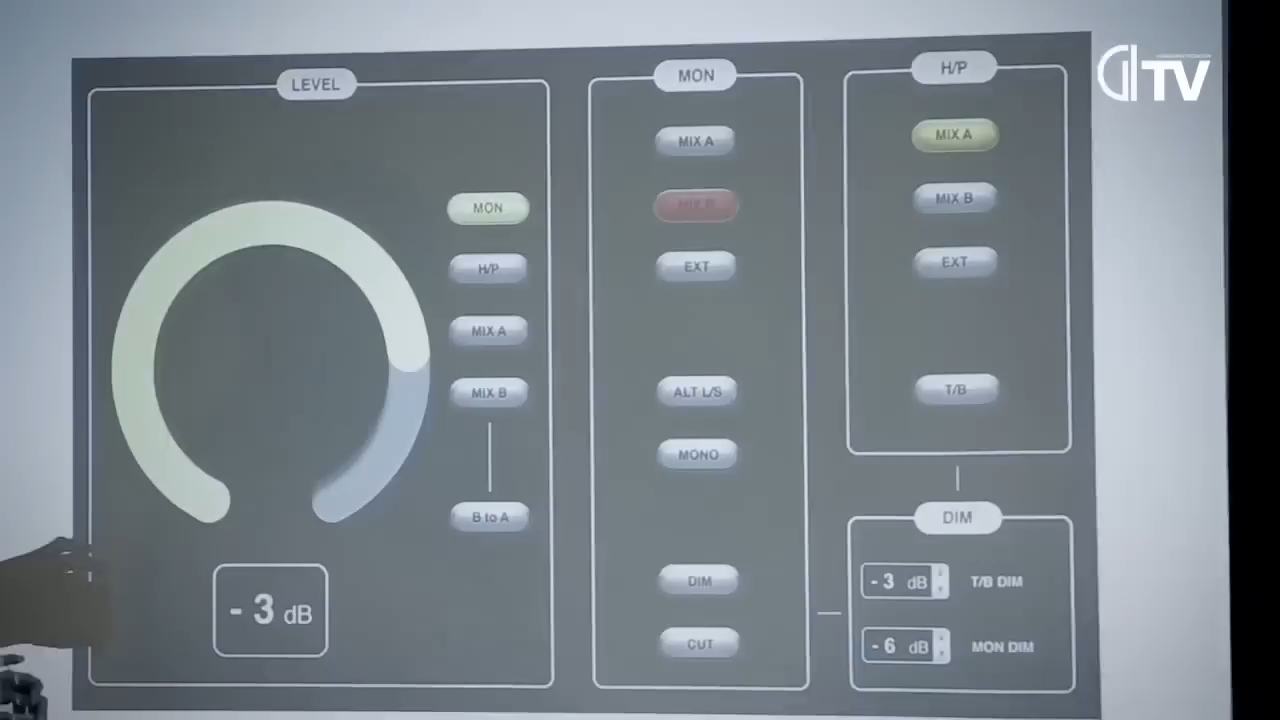 LEVEL
MON
H/P
MIX A
MIX B
B to A
- 3 dB
MON
MIX A
MIX B
EXT
ALT L/S
MONO
DIM
CUT
H/P
MIX A
MIX B
EXT
T/B
DIM
- 3 dB T/B DIM
- 6 dB MON DIM
TV